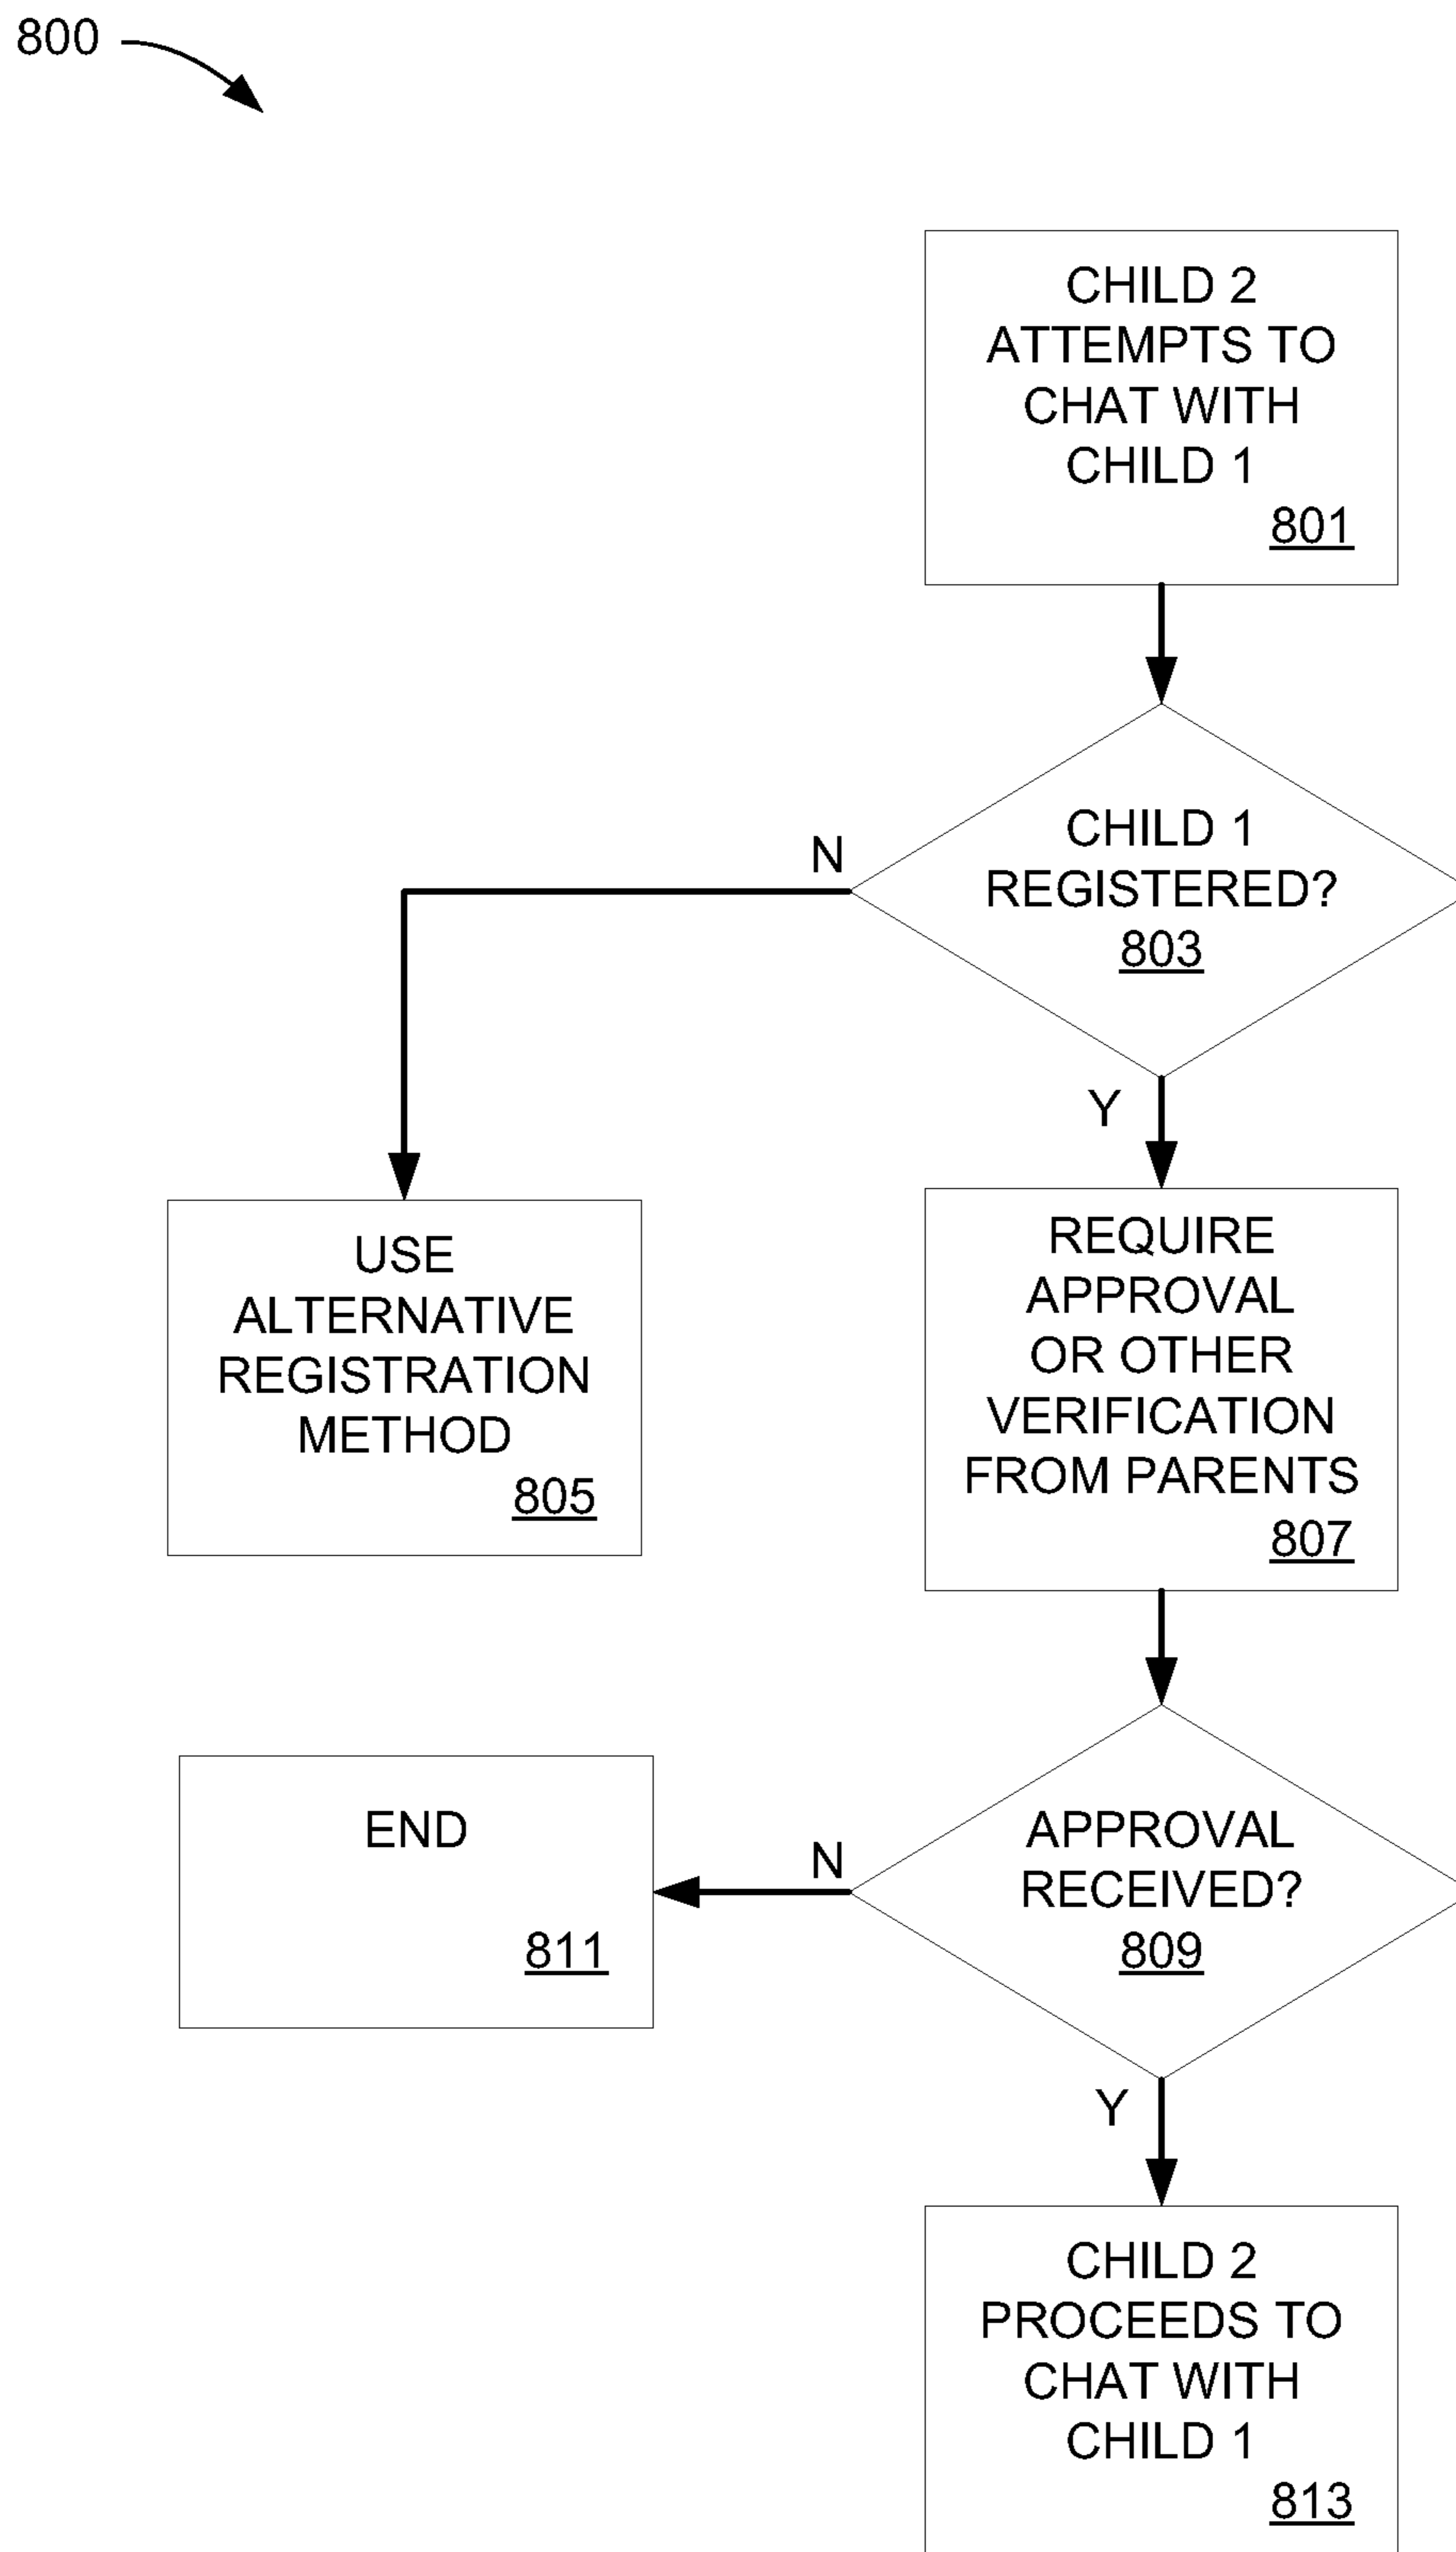 800
CHILD 2
ATTEMPTS TO
CHAT WITH
CHILD 1
801
CHILD 1
REGISTERED?
803
N
Y
USE
ALTERNATIVE
REGISTRATION
METHOD
805
REQUIRE
APPROVAL
OR OTHER
VERIFICATION
FROM PARENTS
807
APPROVAL
RECEIVED?
809
N
END
811
Y
CHILD 2
PROCEEDS TO
CHAT WITH
CHILD 1
813